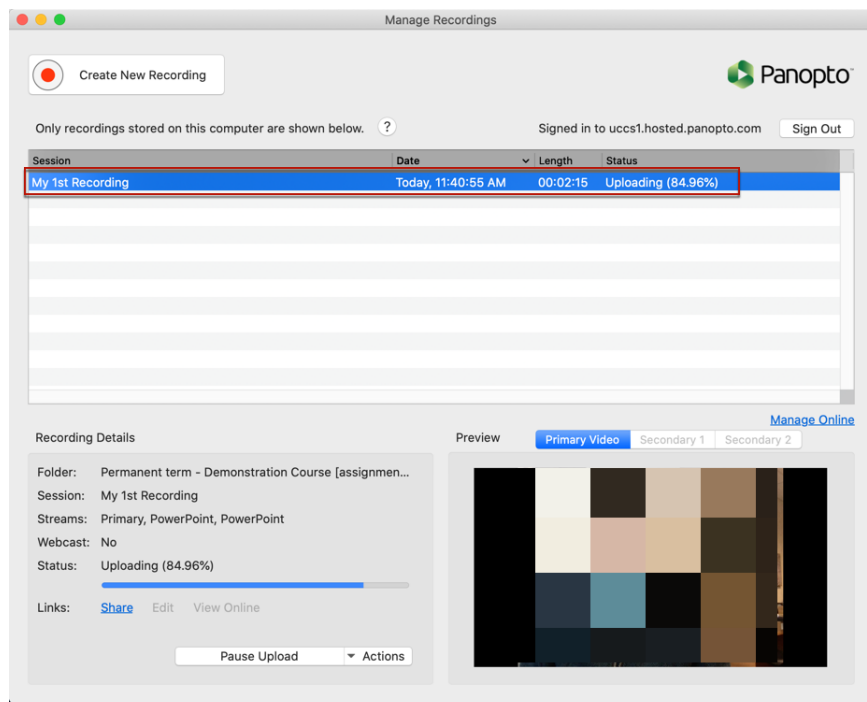 Manage Recordings
Create New Recording
Panopto™
Only recordings stored on this computer are shown below. ?
Signed in to uccs1.hosted.panopto.com Sign Out
Session Date Length Status
My 1st Recording Today, 11:40:55 AM 00:02:15 Uploading (84.96%)
Manage Online
Recording Details
Folder: Permanent term - Demonstration Course [assignmen...
Session: My 1st Recording
Streams: Primary, PowerPoint, PowerPoint
Webcast: No
Status: Uploading (84.96%)
Links: Share Edit View Online
Pause Upload Actions
Preview Primary Video Secondary 1 Secondary 2